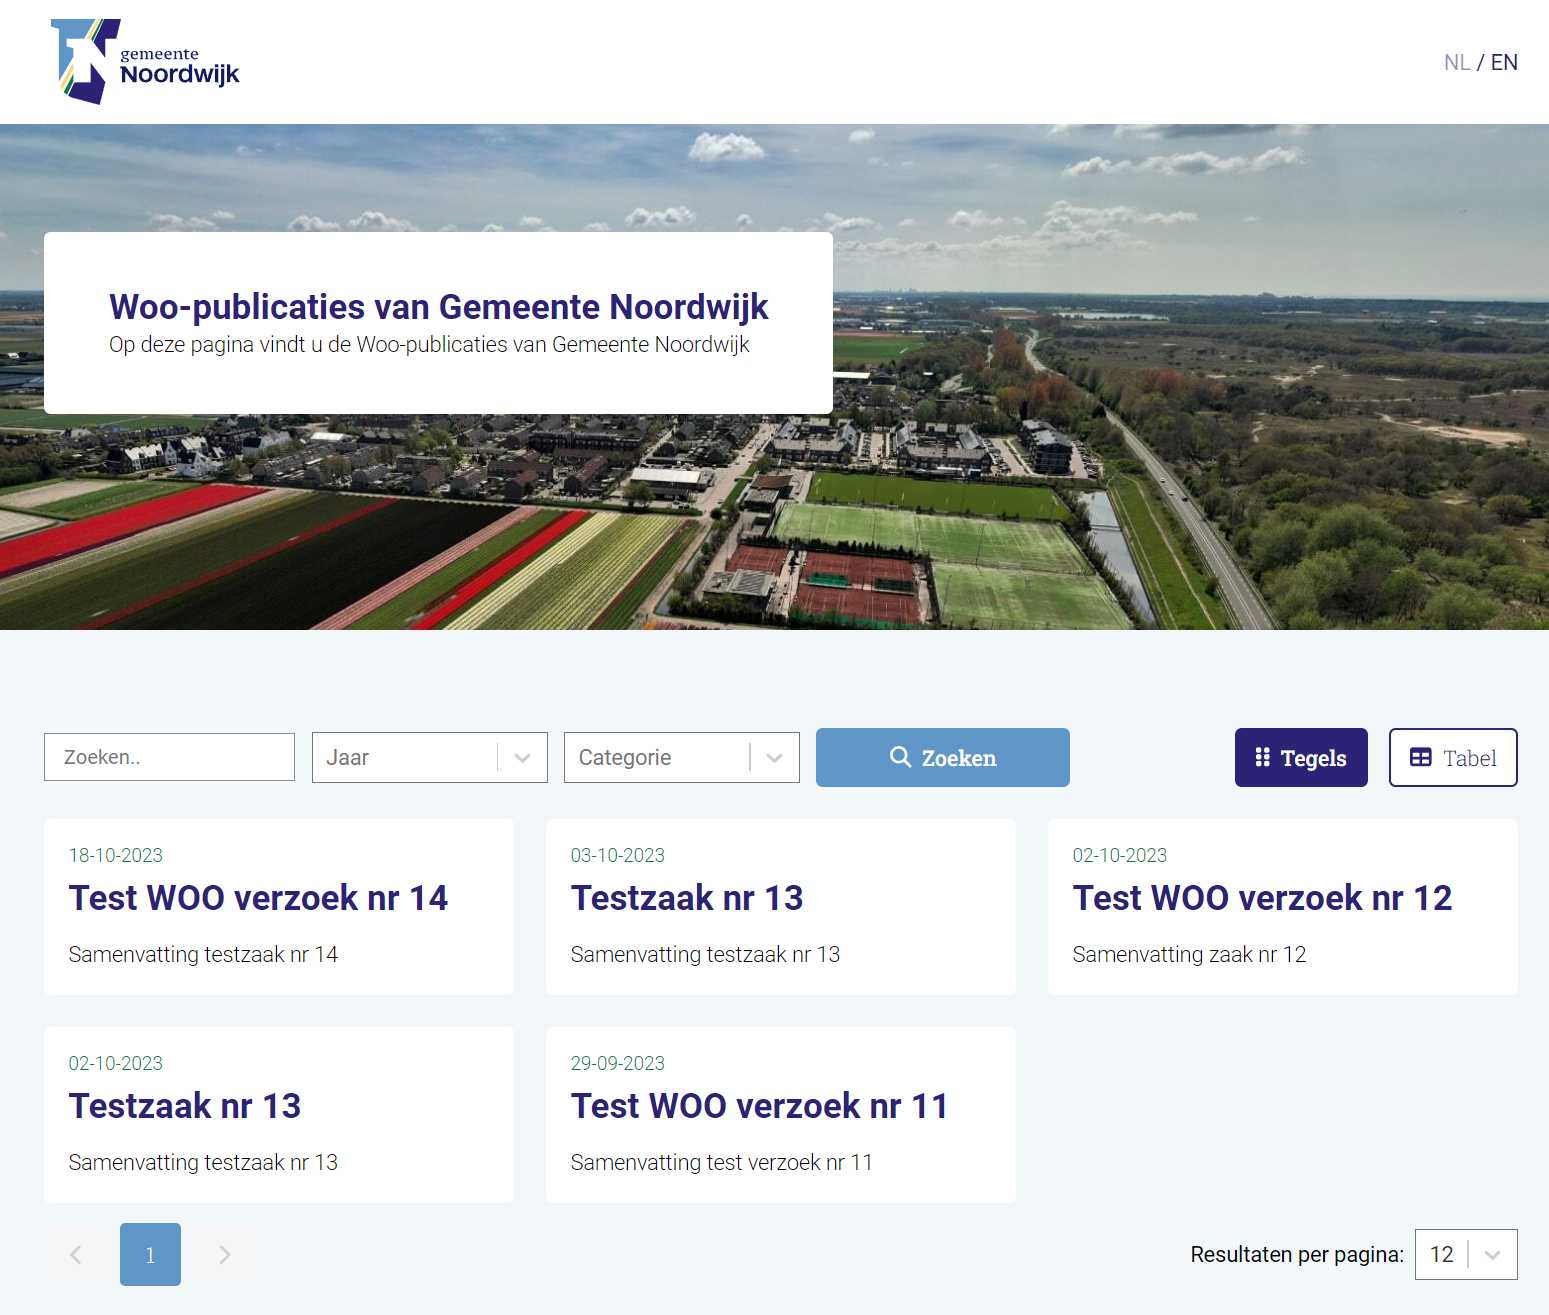 gemeente
Noordwijk
NL / EN
Woo-publicaties van Gemeente Noordwijk
Op deze pagina vindt u de Woo-publicaties van Gemeente Noordwijk
Zoeken..
Jaar
Categorie
Zoeken
Tegels
Tabel
18-10-2023
Test WOO verzoek nr 14
Samenvatting testzaak nr 14
03-10-2023
Testzaak nr 13
Samenvatting testzaak nr 13
02-10-2023
Test WOO verzoek nr 12
Samenvatting zaak nr 12
02-10-2023
Testzaak nr 13
Samenvatting testzaak nr 13
29-09-2023
Test WOO verzoek nr 11
Samenvatting test verzoek nr 11
1
Resultaten per pagina: 12